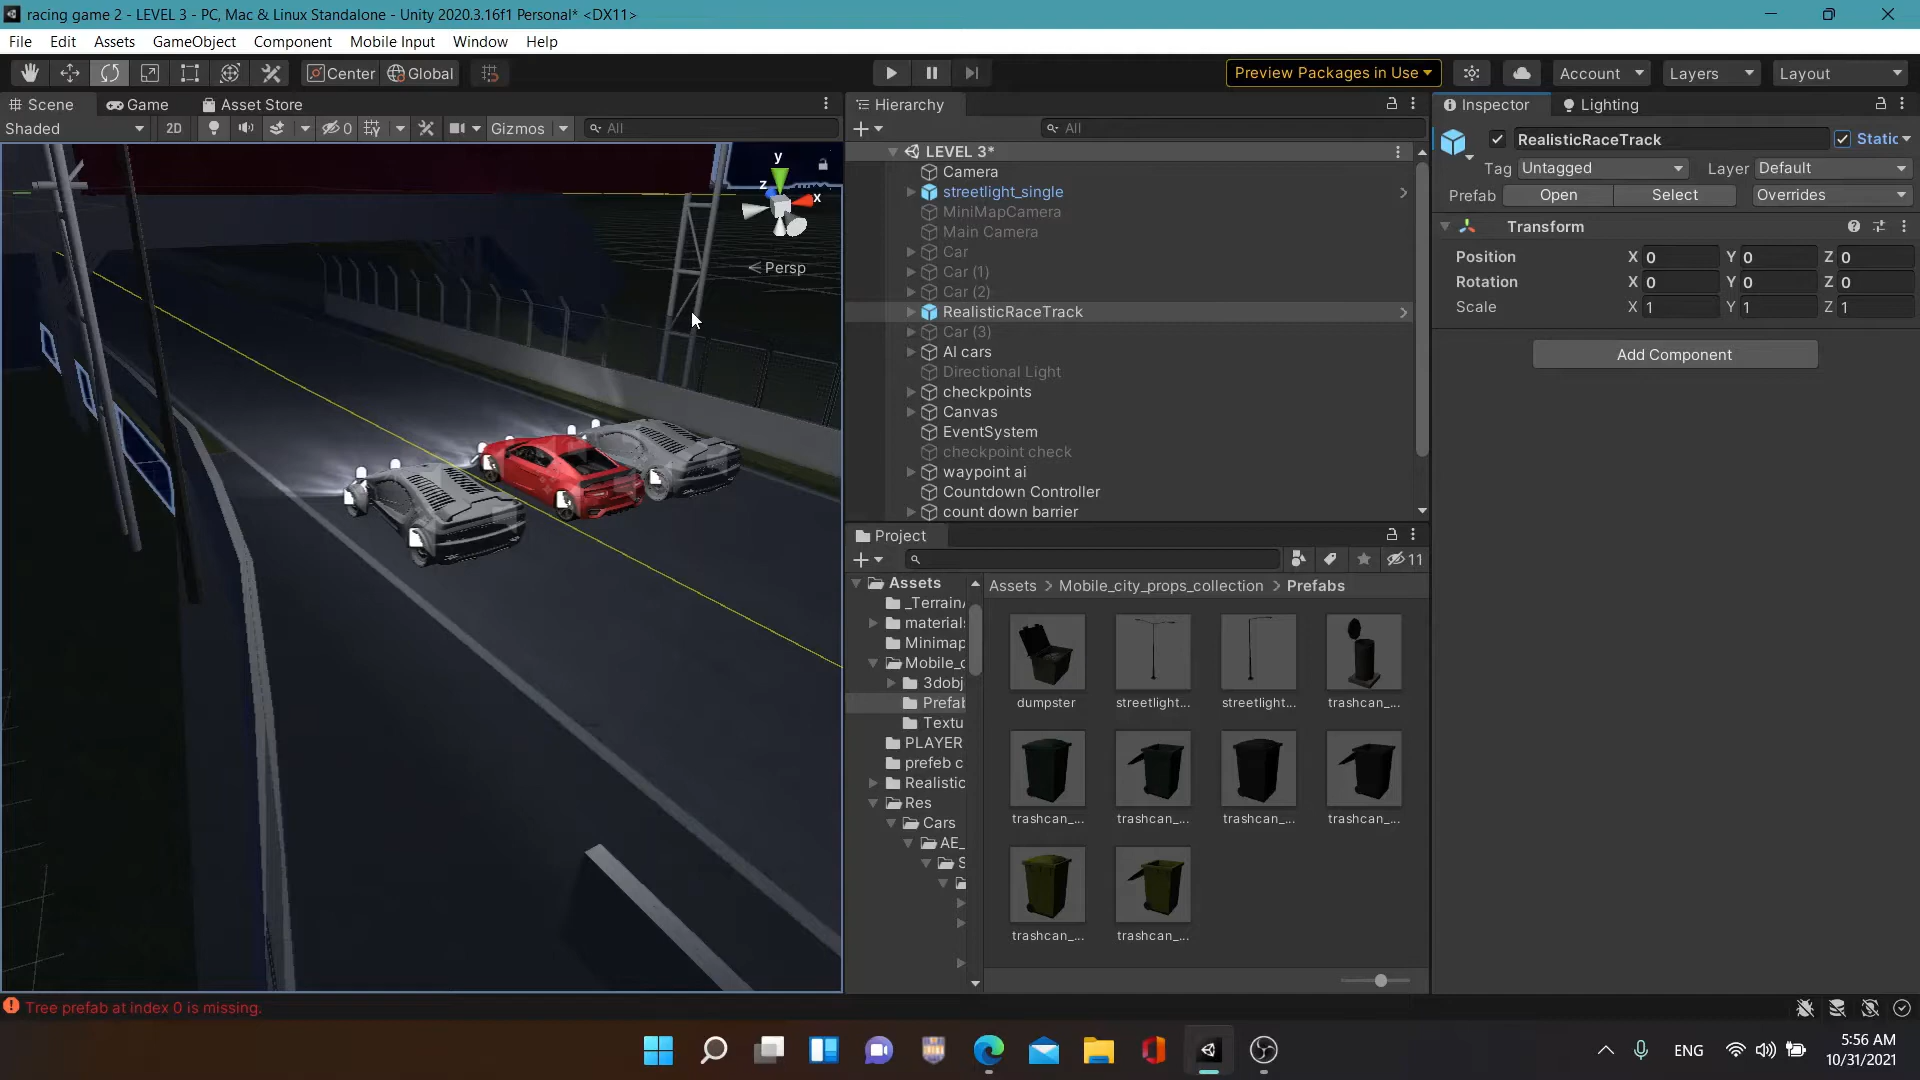 racing game 2 - LEVEL 3 - PC, Mac & Linux Standalone - Unity 2020.3.16f1 Personal* <DX11>
File Edit Assets GameObject Component Mobile Input Window Help
Center Global Preview Packages in Use Account Layers Layout
Scene Game Asset Store
Shaded 2D 0 Gizmos All
y
z
x
Persp
Hierarchy
All
LEVEL 3*
Camera
streetlight_single
MiniMapCamera
Main Camera
Car
Car (1)
Car (2)
RealisticRaceTrack
Car (3)
AI cars
Directional Light
checkpoints
Canvas
EventSystem
checkpoint check
waypoint ai
Countdown Controller
count down barrier
Project
11
Assets
_Terrain
material
Minimap
Mobile_c
3dobj
Prefab
Textu
PLAYER
prefeb c
Realistic
Res
Cars
AE_
S
Assets > Mobile_city_props_collection > Prefabs
dumpster streetlight... streetlight... trashcan_...
trashcan_... trashcan_... trashcan_... trashcan_...
trashcan_... trashcan_...
Inspector Lighting
RealisticRaceTrack Static
Tag Untagged Layer Default
Prefab Open Select Overrides
Transform
Position X 0 Y 0 Z 0
Rotation X 0 Y 0 Z 0
Scale X 1 Y 1 Z 1
Add Component
Tree prefab at index 0 is missing.
ENG
5:56 AM
10/31/2021